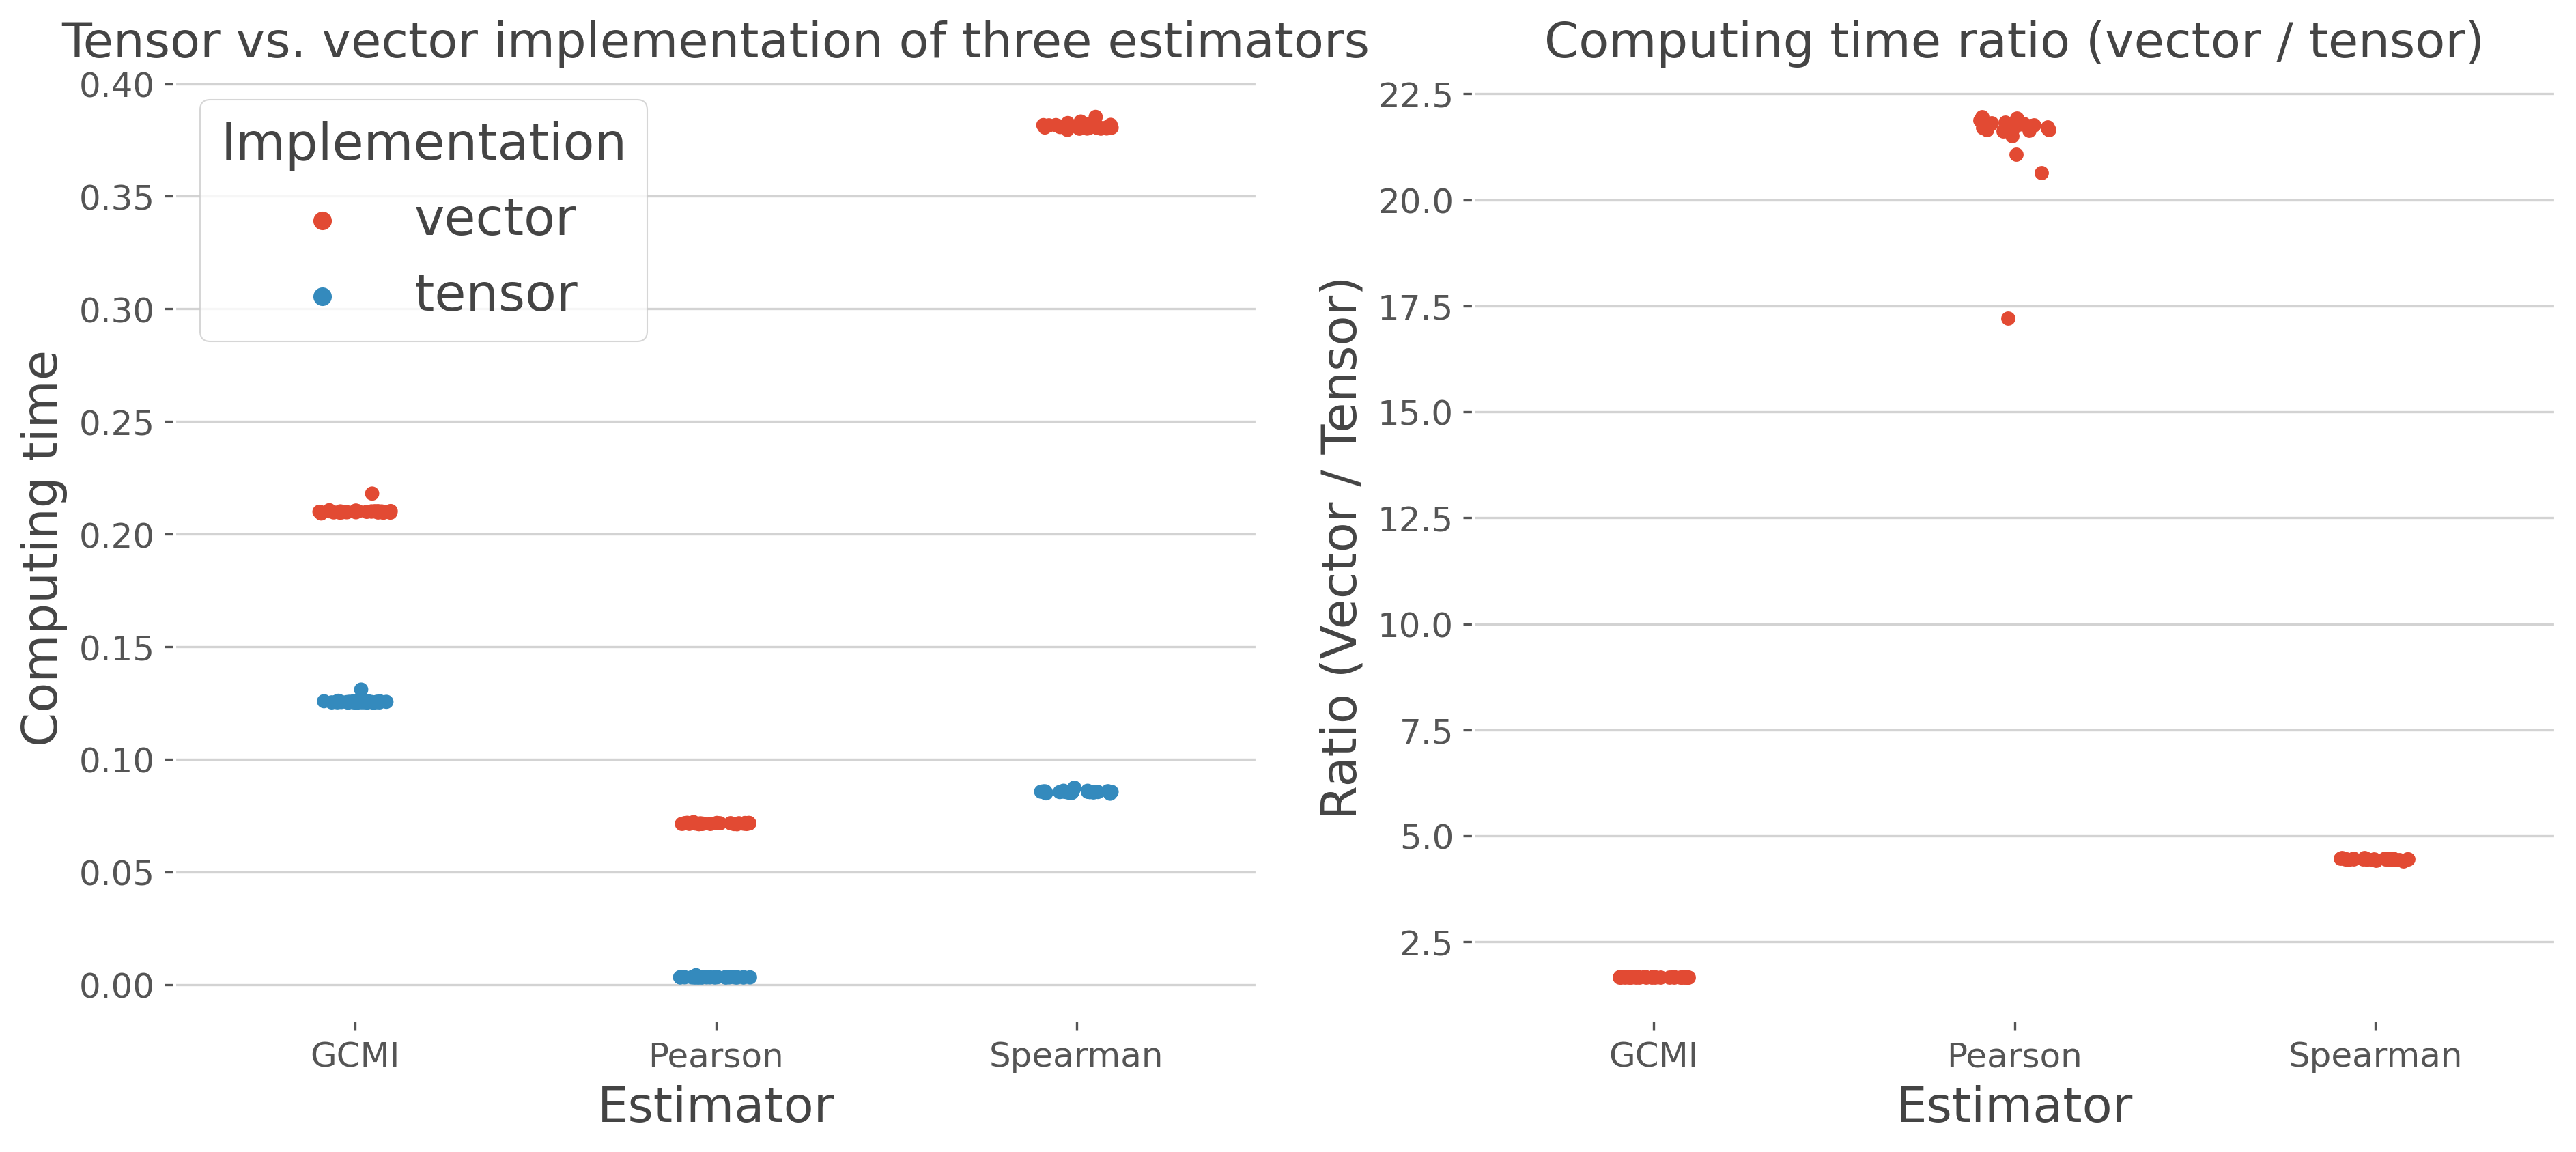 Tensor vs. vector implementation of three estimators
0.40
0.35
0.30
0.25
0.20
0.15
0.10
0.05
0.00
Computing time
Implementation
vector
tensor
GCMI
Pearson
Spearman
Estimator
Computing time ratio (vector / tensor)
22.5
20.0
17.5
15.0
12.5
10.0
7.5
5.0
2.5
Ratio (Vector / Tensor)
GCMI
Pearson
Spearman
Estimator